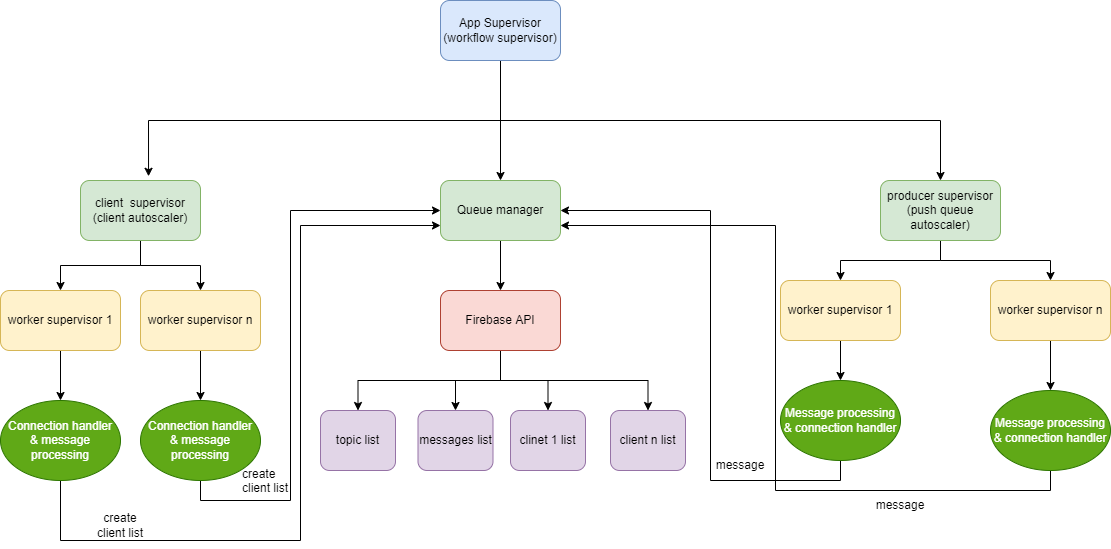 App Supervisor
(workflow supervisor)
client supervisor
(client autoscaler)
Queue manager
producer supervisor
(push queue
autoscaler)
worker supervisor 1
worker supervisor n
Firebase API
worker supervisor 1
worker supervisor n
Connection handler
& message
processing
Connection handler
& message
processing
topic list
messages list
clinet 1 list
client n list
Message processing
& connection handler
Message processing
& connection handler
create
client list
message
create
client list
message